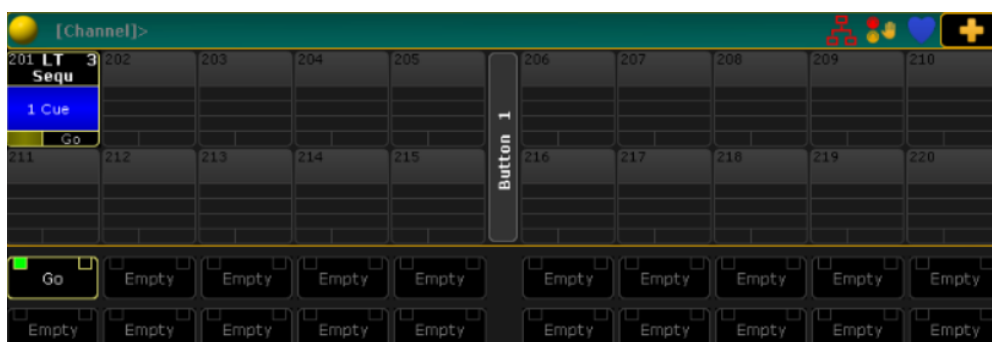 [Channel]>
201 LT 3 202 203 204 205 206 207 208 209 210
Sequ
1 Cue
Go
211 212 213 214 215 216 217 218 219 220
Button 1
Go Empty Empty Empty Empty Empty Empty Empty Empty Empty
Empty Empty Empty Empty Empty Empty Empty Empty Empty Empty